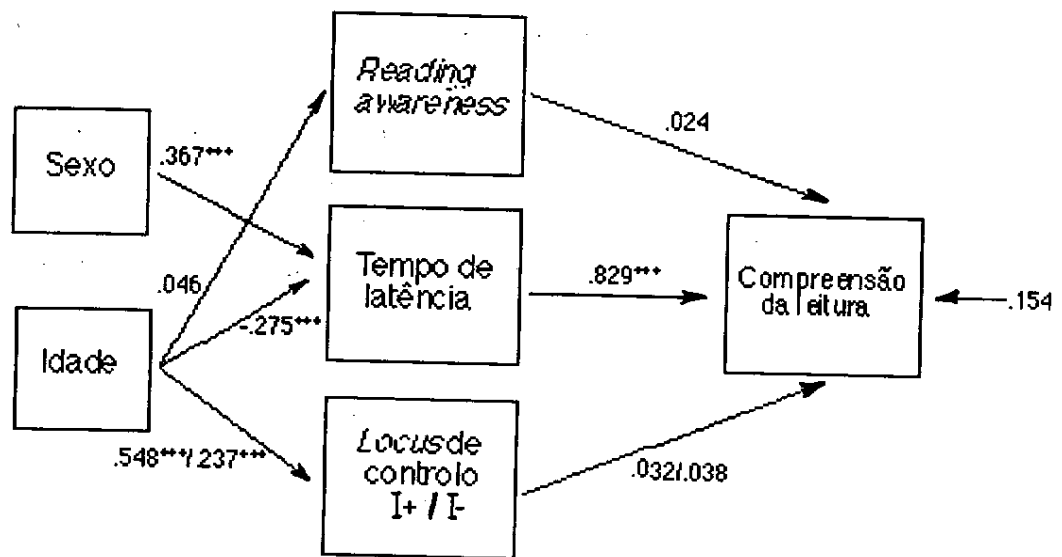 Reading
awareness
.024
Sexo
.367***
Tempo de
latência
.046
-.275***
.829***
Compreensão
da leitura
.154
Idade
.548***/.237***
Locus de
controlo
I+ / I-
.032/.038